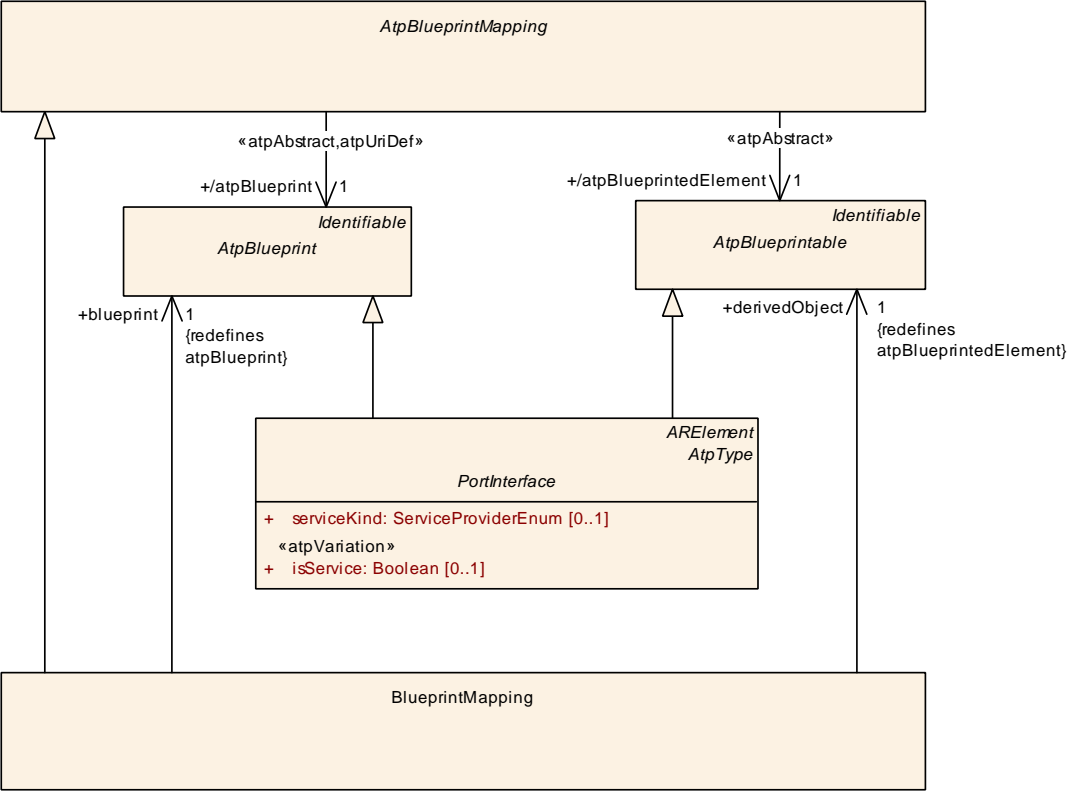 AtpBlueprintMapping
«atpAbstract,atpUriDef»
«atpAbstract»
+/atpBlueprint
1
+/atpBlueprintedElement
1
Identifiable
AtpBlueprint
Identifiable
AtpBlueprintable
+blueprint
1
{redefines
atpBlueprint}
+derivedObject
1
{redefines
atpBlueprintedElement}
ARElement
AtpType
PortInterface
+ serviceKind: ServiceProviderEnum [0..1]
«atpVariation»
+ isService: Boolean [0..1]
BlueprintMapping